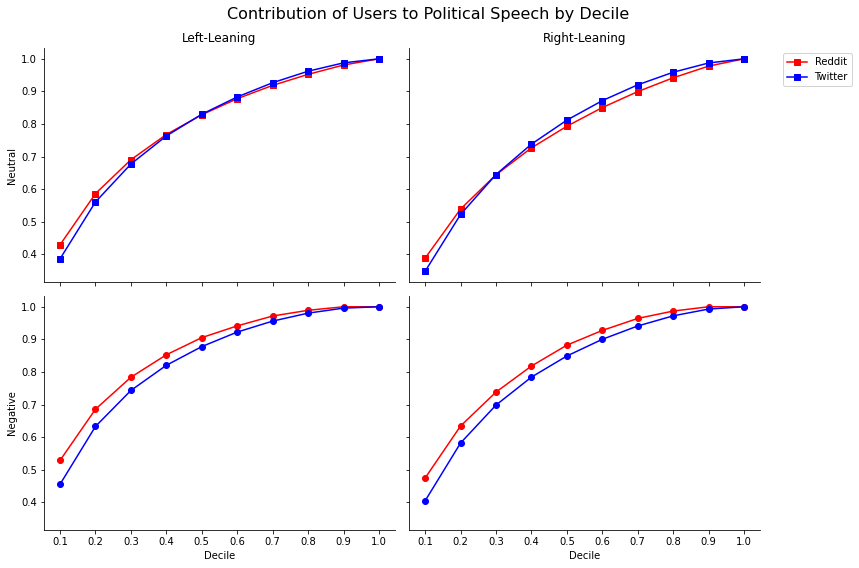 Contribution of Users to Political Speech by Decile
Left-Leaning
Right-Leaning
Reddit
Twitter
Neutral
1.0
0.9
0.8
0.7
0.6
0.5
0.4
Negative
1.0
0.9
0.8
0.7
0.6
0.5
0.4
0.1 0.2 0.3 0.4 0.5 0.6 0.7 0.8 0.9 1.0
Decile
0.1 0.2 0.3 0.4 0.5 0.6 0.7 0.8 0.9 1.0
Decile